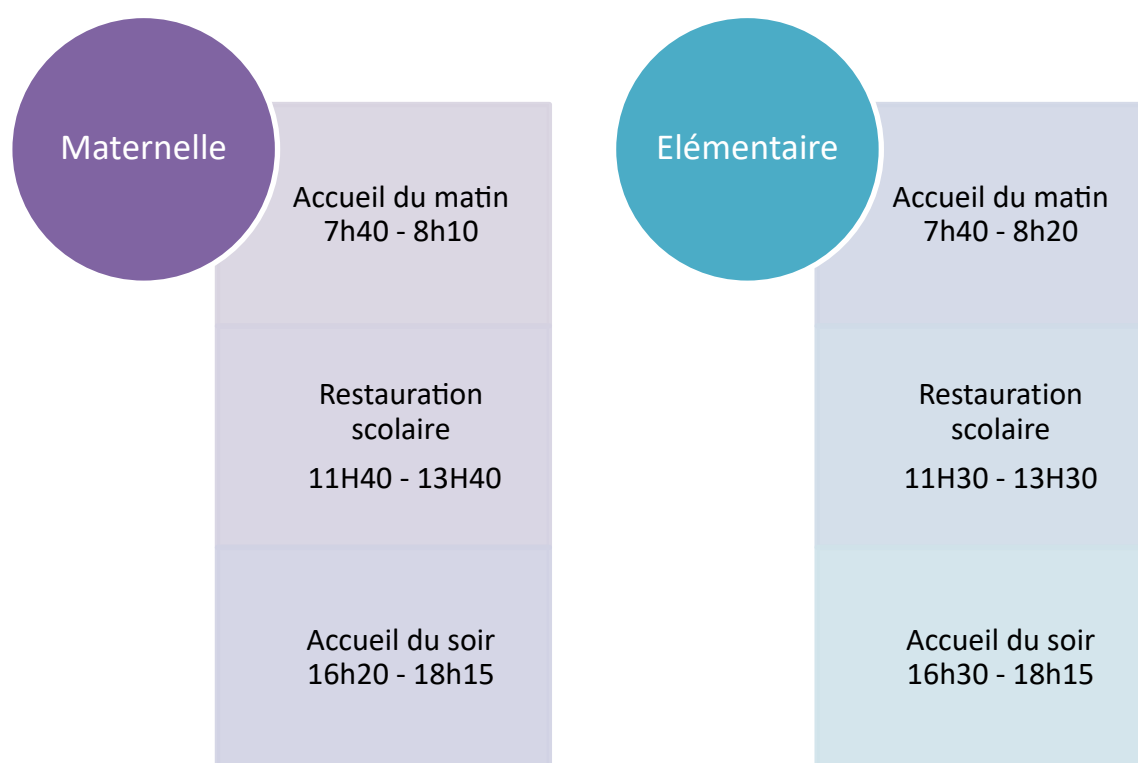 Maternelle
Accueil du matin
7h40 - 8h10
Restauration
scolaire
11H40 - 13H40
Accueil du soir
16h20 - 18h15
Elémentaire
Accueil du matin
7h40 - 8h20
Restauration
scolaire
11H30 - 13H30
Accueil du soir
16h30 - 18h15